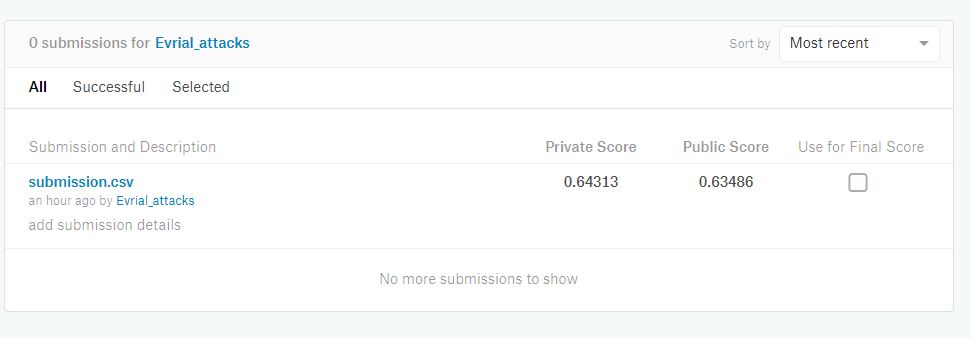 0 submissions for Evrial_attacks
Sort by Most recent
All Successful Selected
Submission and Description Private Score Public Score Use for Final Score
submission.csv 0.64313 0.63486
an hour ago by Evrial_attacks
add submission details
No more submissions to show